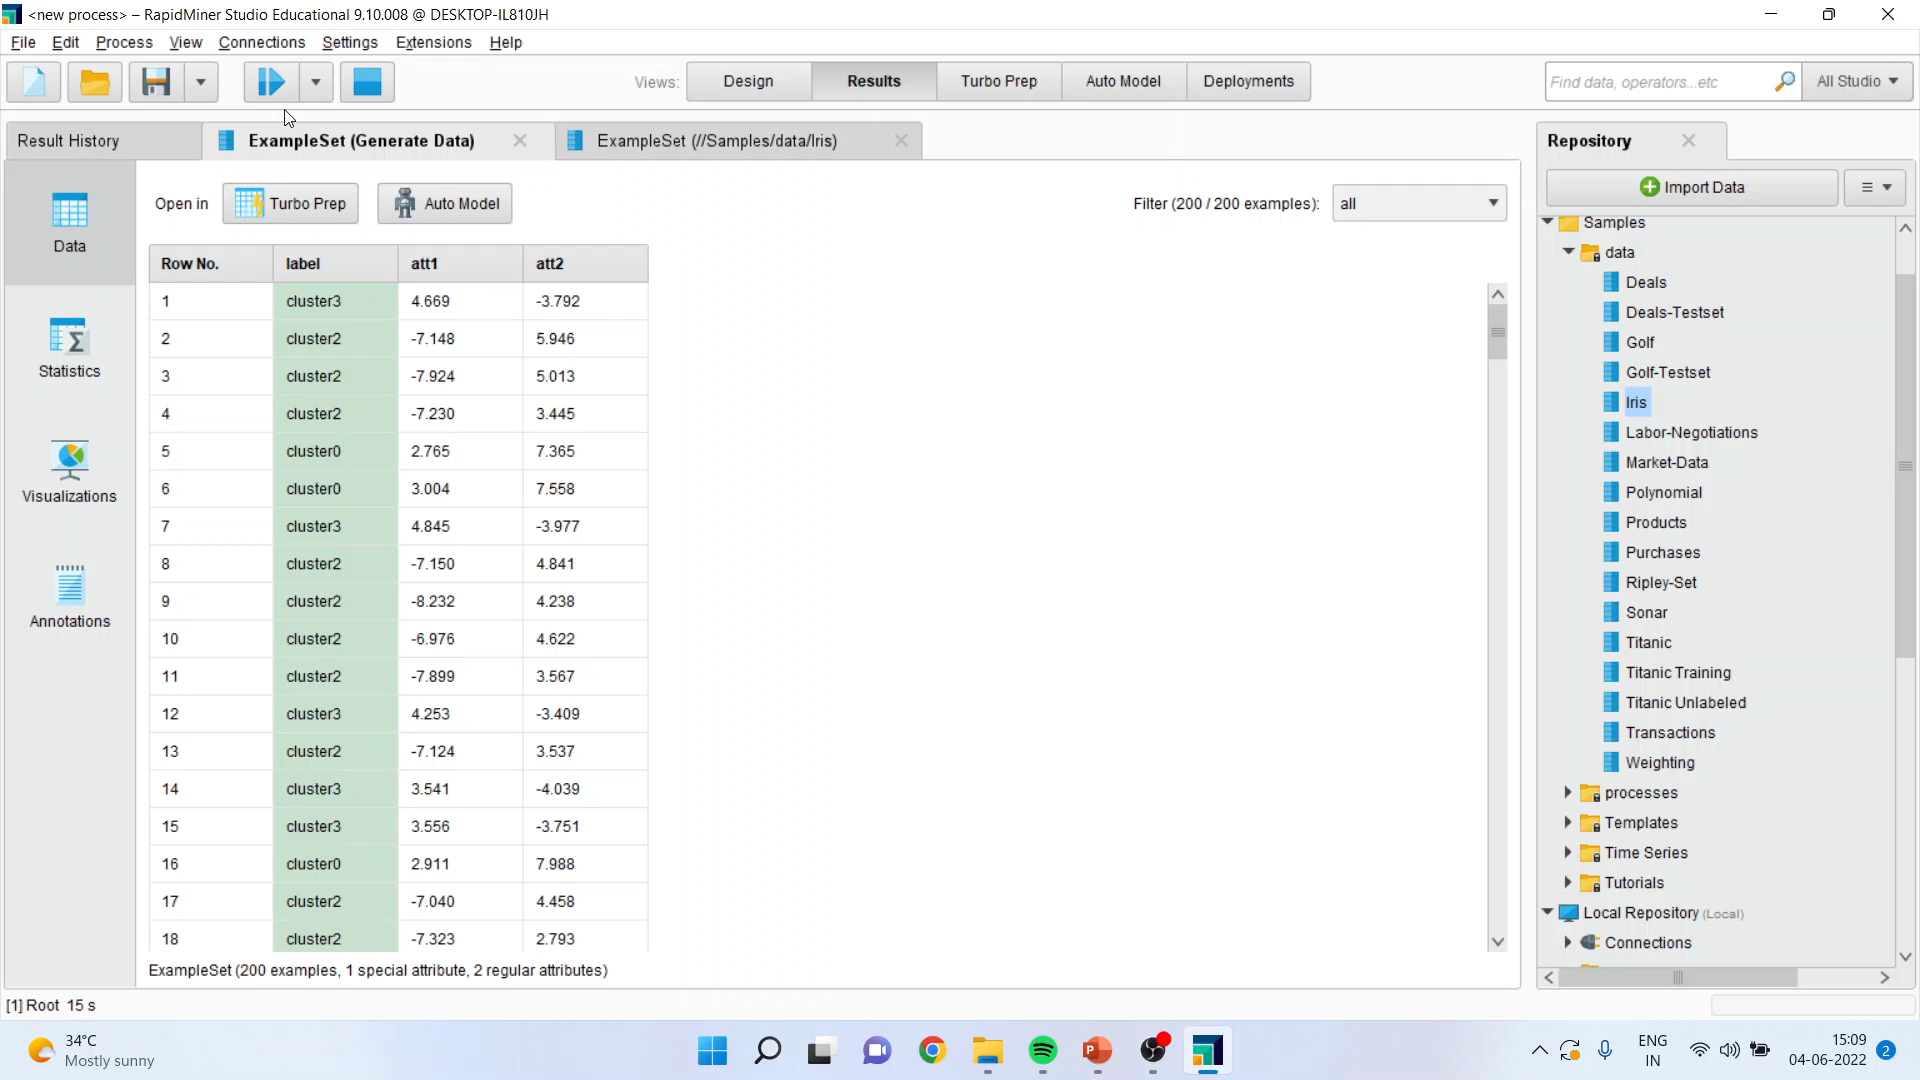 <new process> – RapidMiner Studio Educational 9.10.008 @ DESKTOP-IL810JH
File Edit Process View Connections Settings Extensions Help
Views: Design Results Turbo Prep Auto Model Deployments
Find data, operators...etc All Studio
Result History ExampleSet (Generate Data) ExampleSet (//Samples/data/Iris)
Open in Turbo Prep Auto Model Filter (200 / 200 examples): all
Row No. label att1 att2
1 cluster3 4.669 -3.792
2 cluster2 -7.148 5.946
3 cluster2 -7.924 5.013
4 cluster2 -7.230 3.445
5 cluster0 2.765 7.365
6 cluster0 3.004 7.558
7 cluster3 4.845 -3.977
8 cluster2 -7.150 4.841
9 cluster2 -8.232 4.238
10 cluster2 -6.976 4.622
11 cluster2 -7.899 3.567
12 cluster3 4.253 -3.409
13 cluster2 -7.124 3.537
14 cluster3 3.541 -4.039
15 cluster3 3.556 -3.751
16 cluster0 2.911 7.988
17 cluster2 -7.040 4.458
18 cluster2 -7.323 2.793
ExampleSet (200 examples, 1 special attribute, 2 regular attributes)
Data
Statistics
Visualizations
Annotations
Repository
Import Data
Samples
data
Deals
Deals-Testset
Golf
Golf-Testset
Iris
Labor-Negotiations
Market-Data
Polynomial
Products
Purchases
Ripley-Set
Sonar
Titanic
Titanic Training
Titanic Unlabeled
Transactions
Weighting
processes
Templates
Time Series
Tutorials
Local Repository (Local)
Connections
[1] Root 15 s
34°C
Mostly sunny
P
ENG
IN
15:09
04-06-2022
2